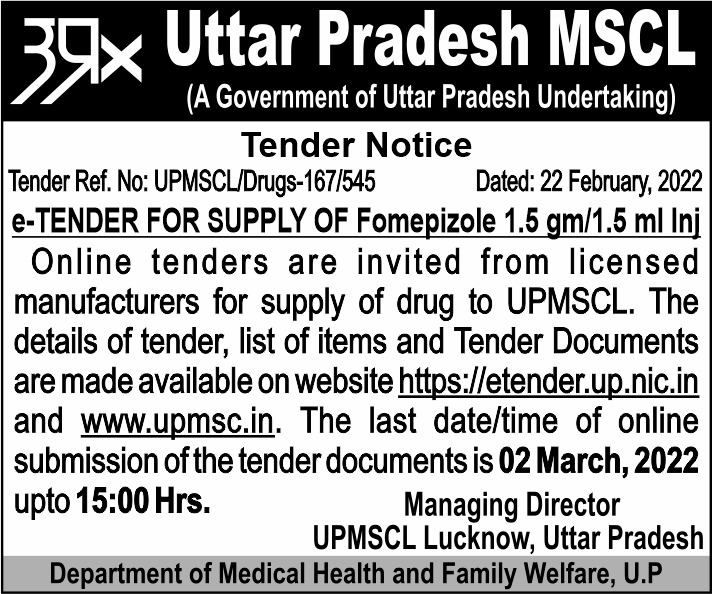 Uttar Pradesh MSCL
(A Government of Uttar Pradesh Undertaking)
Tender Notice
Tender Ref. No: UPMSCL/Drugs-167/545 Dated: 22 February, 2022
e-TENDER FOR SUPPLY OF Fomepizole 1.5 gm/1.5 ml Inj
Online tenders are invited from licensed
manufacturers for supply of drug to UPMSCL. The
details of tender, list of items and Tender Documents
are made available on website https://etender.up.nic.in
and www.upmsc.in. The last date/time of online
submission of the tender documents is 02 March, 2022
upto 15:00 Hrs.
Managing Director
UPMSCL Lucknow, Uttar Pradesh
Department of Medical Health and Family Welfare, U.P